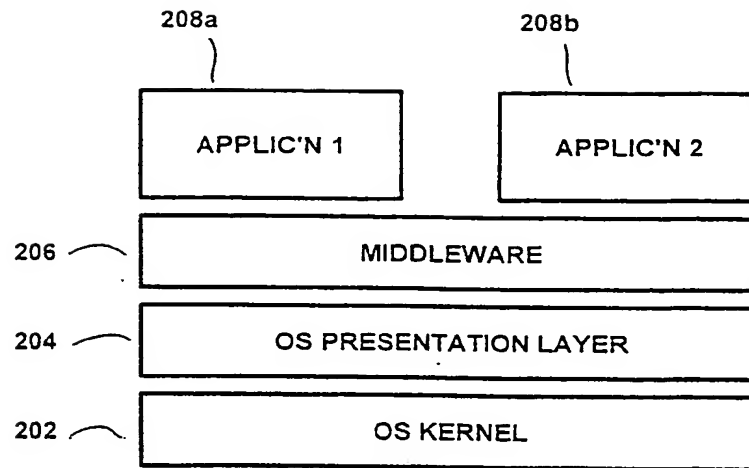 208a
208b
APPLIC'N 1
APPLIC'N 2
206
MIDDLEWARE
204
OS PRESENTATION LAYER
202
OS KERNEL